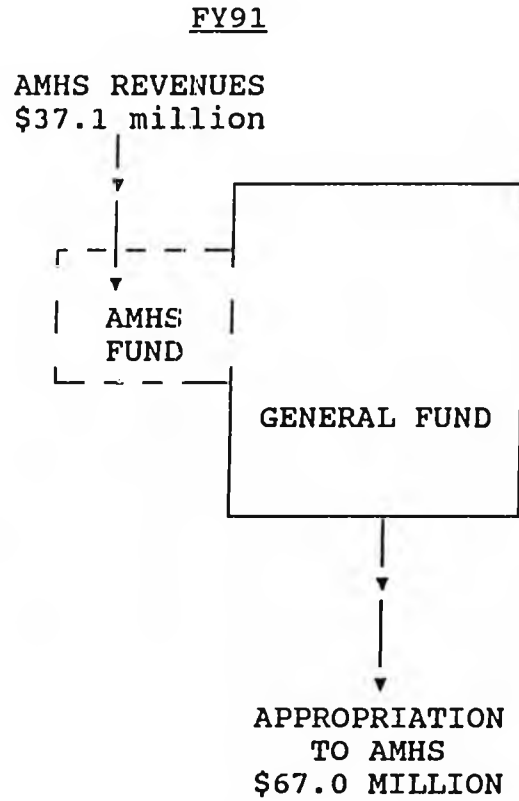 FY91
AMHS REVENUES
$37.1 million
AMHS
FUND
GENERAL FUND
APPROPRIATION
TO AMHS
$67.0 MILLION